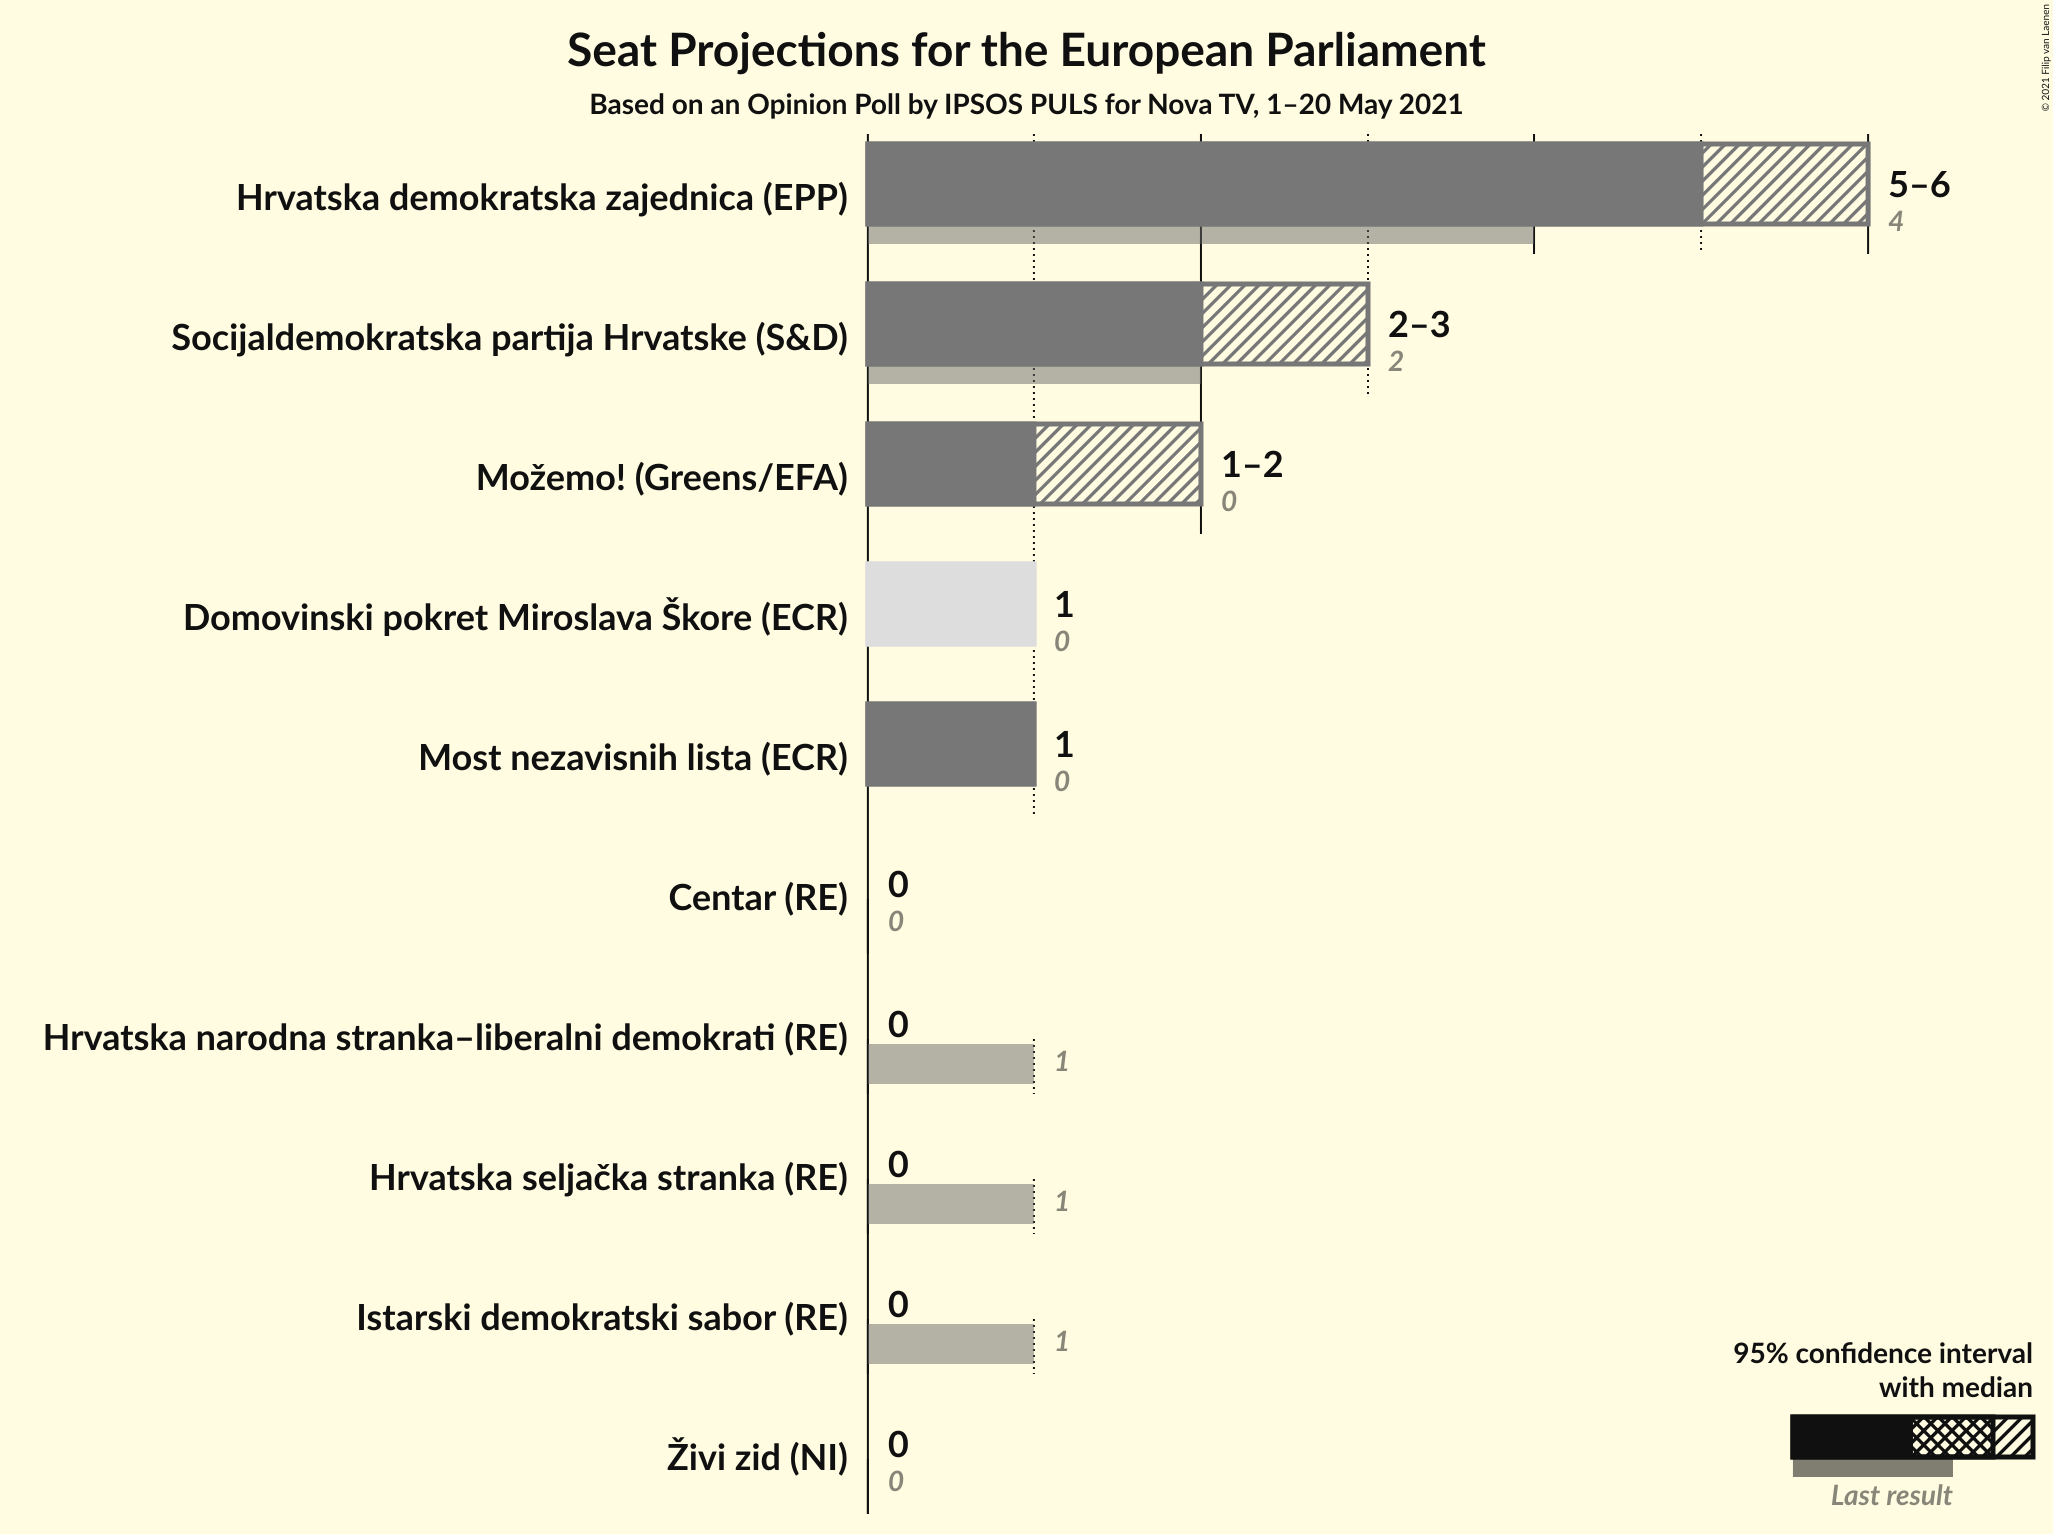 Seat Projections for the European Parliament
Based on an Opinion Poll by IPSOS PULS for Nova TV, 1–20 May 2021
© 2021 Filip van Laenen
Hrvatska demokratska zajednica (EPP)
5–6
4
Socijaldemokratska partija Hrvatske (S&D)
2–3
2
Možemo! (Greens/EFA)
1–2
0
Domovinski pokret Miroslava Škore (ECR)
1
0
Most nezavisnih lista (ECR)
1
0
Centar (RE)
0
0
Hrvatska narodna stranka–liberalni demokrati (RE)
0
1
Hrvatska seljačka stranka (RE)
0
1
Istarski demokratski sabor (RE)
0
1
Živi zid (NI)
0
0
95% confidence interval
with median
Last result